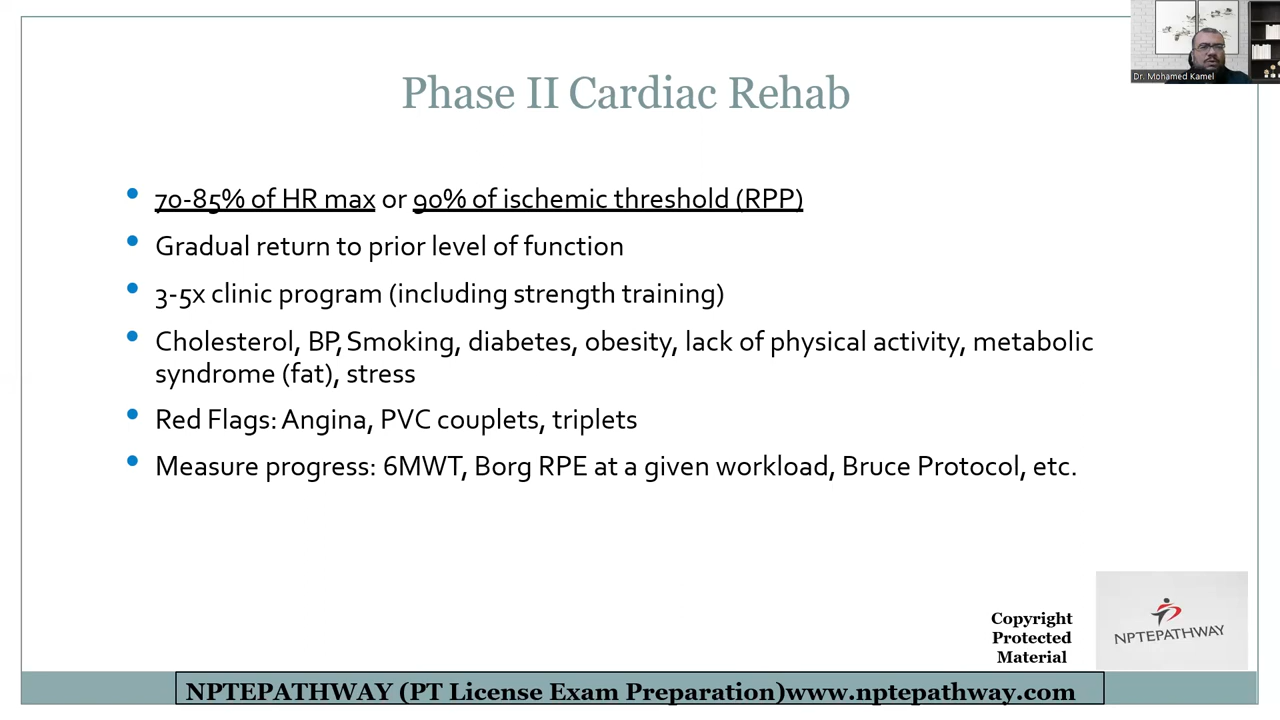 Dr. Mohamed Kamel
Phase II Cardiac Rehab
70-85% of HR max or 90% of ischemic threshold (RPP)
Gradual return to prior level of function
3-5x clinic program (including strength training)
Cholesterol, BP, Smoking, diabetes, obesity, lack of physical activity, metabolic
syndrome (fat), stress
Red Flags: Angina, PVC couplets, triplets
Measure progress: 6MWT, Borg RPE at a given workload, Bruce Protocol, etc.
Copyright
Protected
Material
NPTEPATHWAY
NPTEPATHWAY (PT License Exam Preparation)www.nptepathway.com